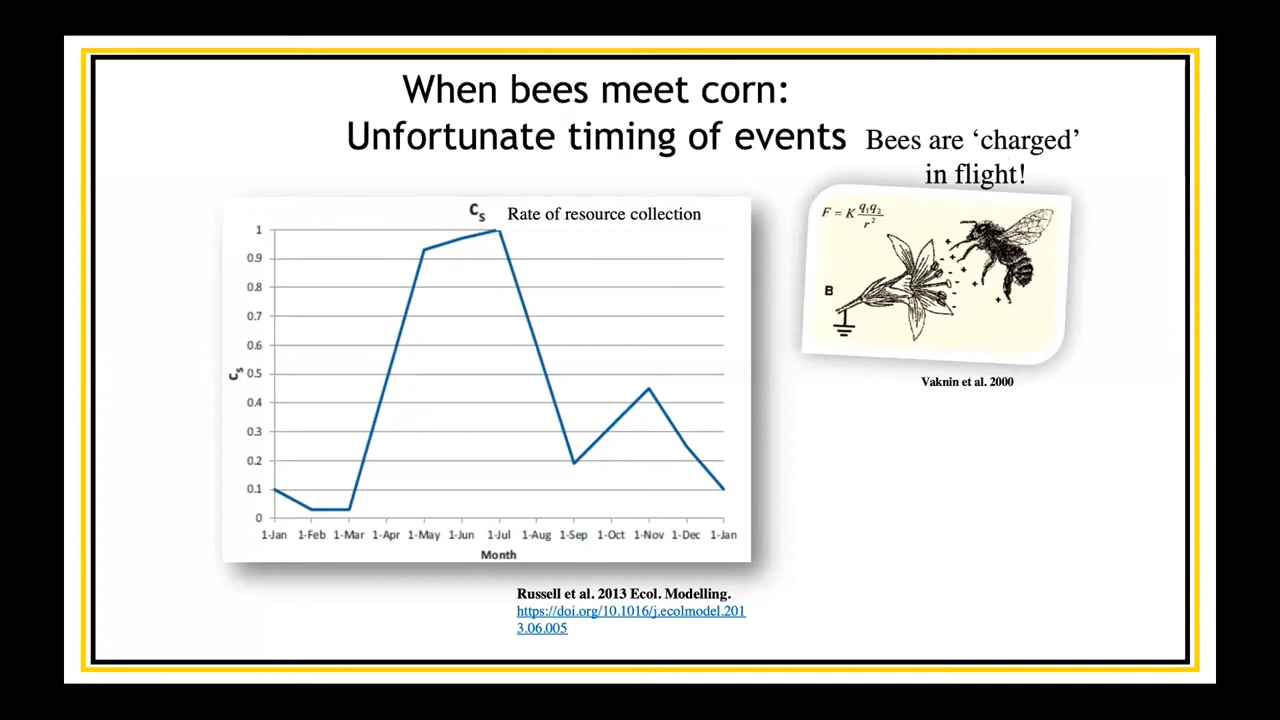 When bees meet corn:
Unfortunate timing of events
Bees are ‘charged’
in flight!
Cs Rate of resource collection
Cs
1
0.9
0.8
0.7
0.6
0.5
0.4
0.3
0.2
0.1
0
1-Jan 1-Feb 1-Mar 1-Apr 1-May 1-Jun 1-Jul 1-Aug 1-Sep 1-Oct 1-Nov 1-Dec 1-Jan
Month
F = K q1q2 / r²
B
Vaknin et al. 2000
Russell et al. 2013 Ecol. Modelling.
https://doi.org/10.1016/j.ecolmodel.201
3.06.005